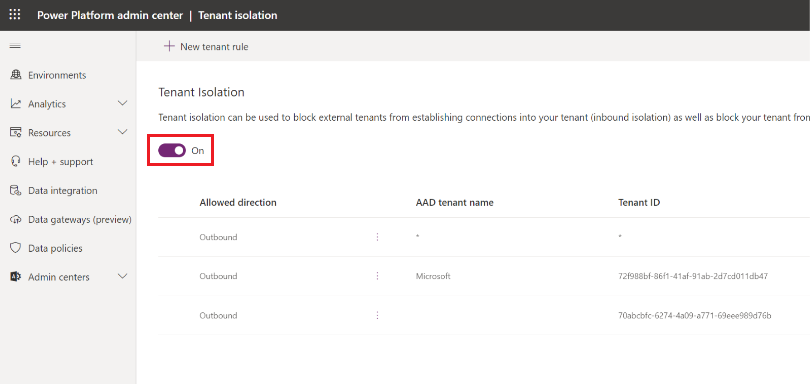 Power Platform admin center | Tenant isolation
New tenant rule
Environments
Analytics
Resources
Help + support
Data integration
Data gateways (preview)
Data policies
Admin centers
Tenant Isolation
Tenant isolation can be used to block external tenants from establishing connections into your tenant (inbound isolation) as well as block your tenant from
On
Allowed direction AAD tenant name Tenant ID
Outbound * *
Outbound Microsoft 72f988bf-86f1-41af-91ab-2d7cd011db47
Outbound 70abcbfc-6274-4a09-a771-69eee989d76b